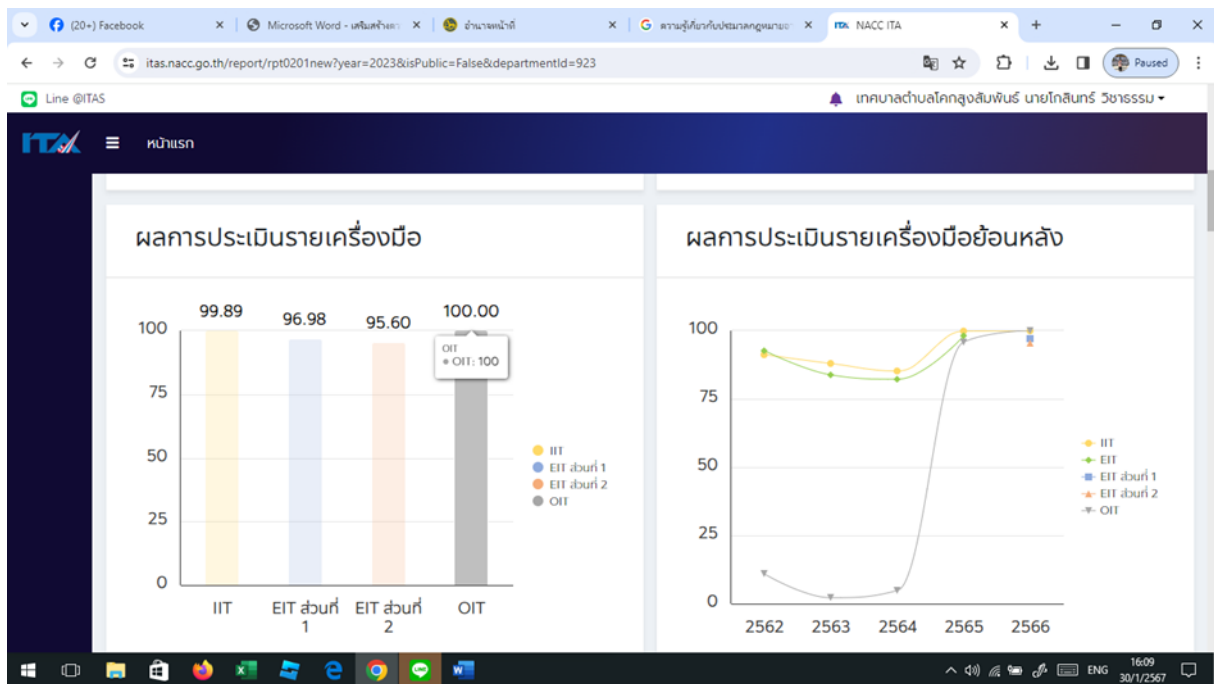 (20+) Facebook
Microsoft Word - เสริมสร้างคว
อำนาจหน้าที่
ความรู้เกี่ยวกับประมวลกฎหมายอา
NACC ITA
itas.nacc.go.th/report/rpt0201new?year=2023&isPublic=False&departmentId=923
Paused
Line @ITAS
เทศบาลตำบลโคกสูงสัมพันธ์ นายโกสินทร์ วิชาธรรม
ITA
หน้าแรก
ผลการประเมินรายเครื่องมือ
99.89
96.98
95.60
100.00
100
75
50
25
0
OIT
OIT: 100
IIT
EIT ส่วนที่ 1
EIT ส่วนที่ 2
OIT
IIT
EIT ส่วนที่
1
EIT ส่วนที่
2
OIT
ผลการประเมินรายเครื่องมือย้อนหลัง
100
75
50
25
0
IIT
EIT
EIT ส่วนที่ 1
EIT ส่วนที่ 2
OIT
2562 2563 2564 2565 2566
ENG
16:09
30/1/2567